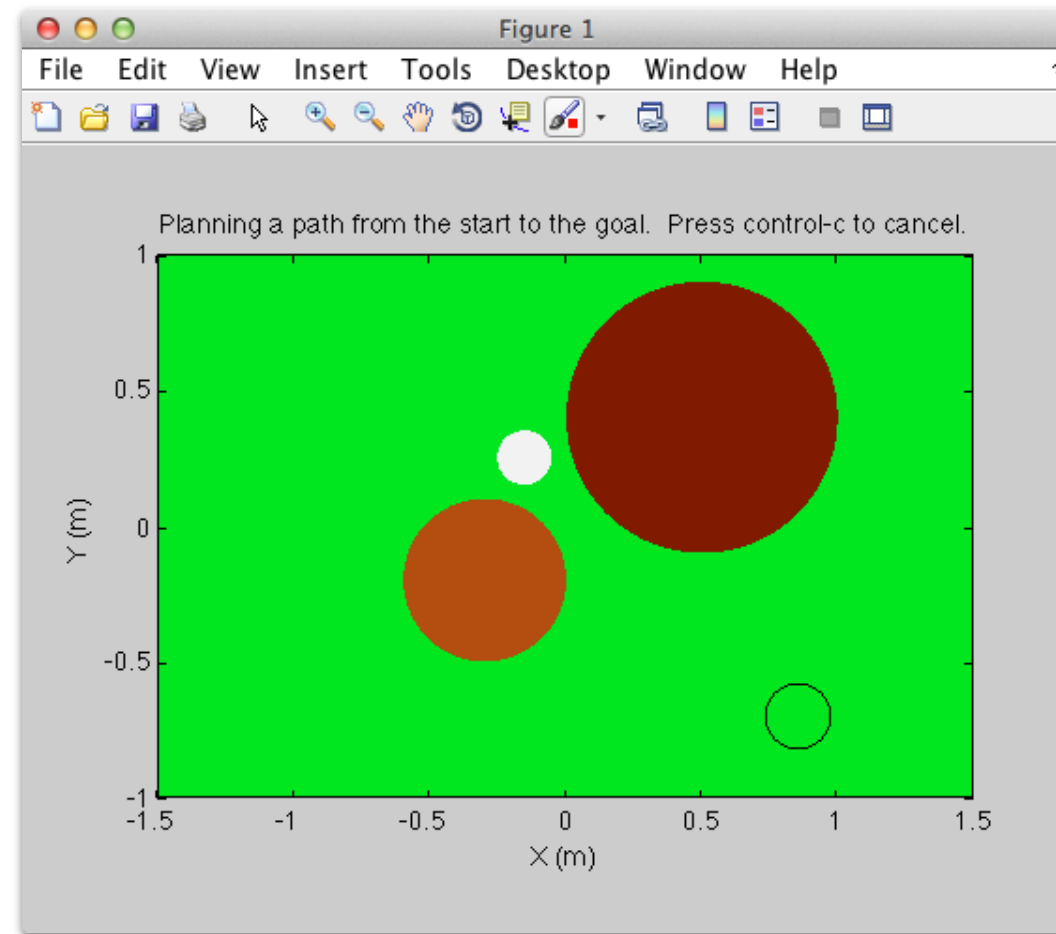 Figure 1
File Edit View Insert Tools Desktop Window Help
Planning a path from the start to the goal.  Press control-c to cancel.
1
0.5
0
-0.5
-1
Y (m)
-1.5 -1 -0.5 0 0.5 1 1.5
X (m)